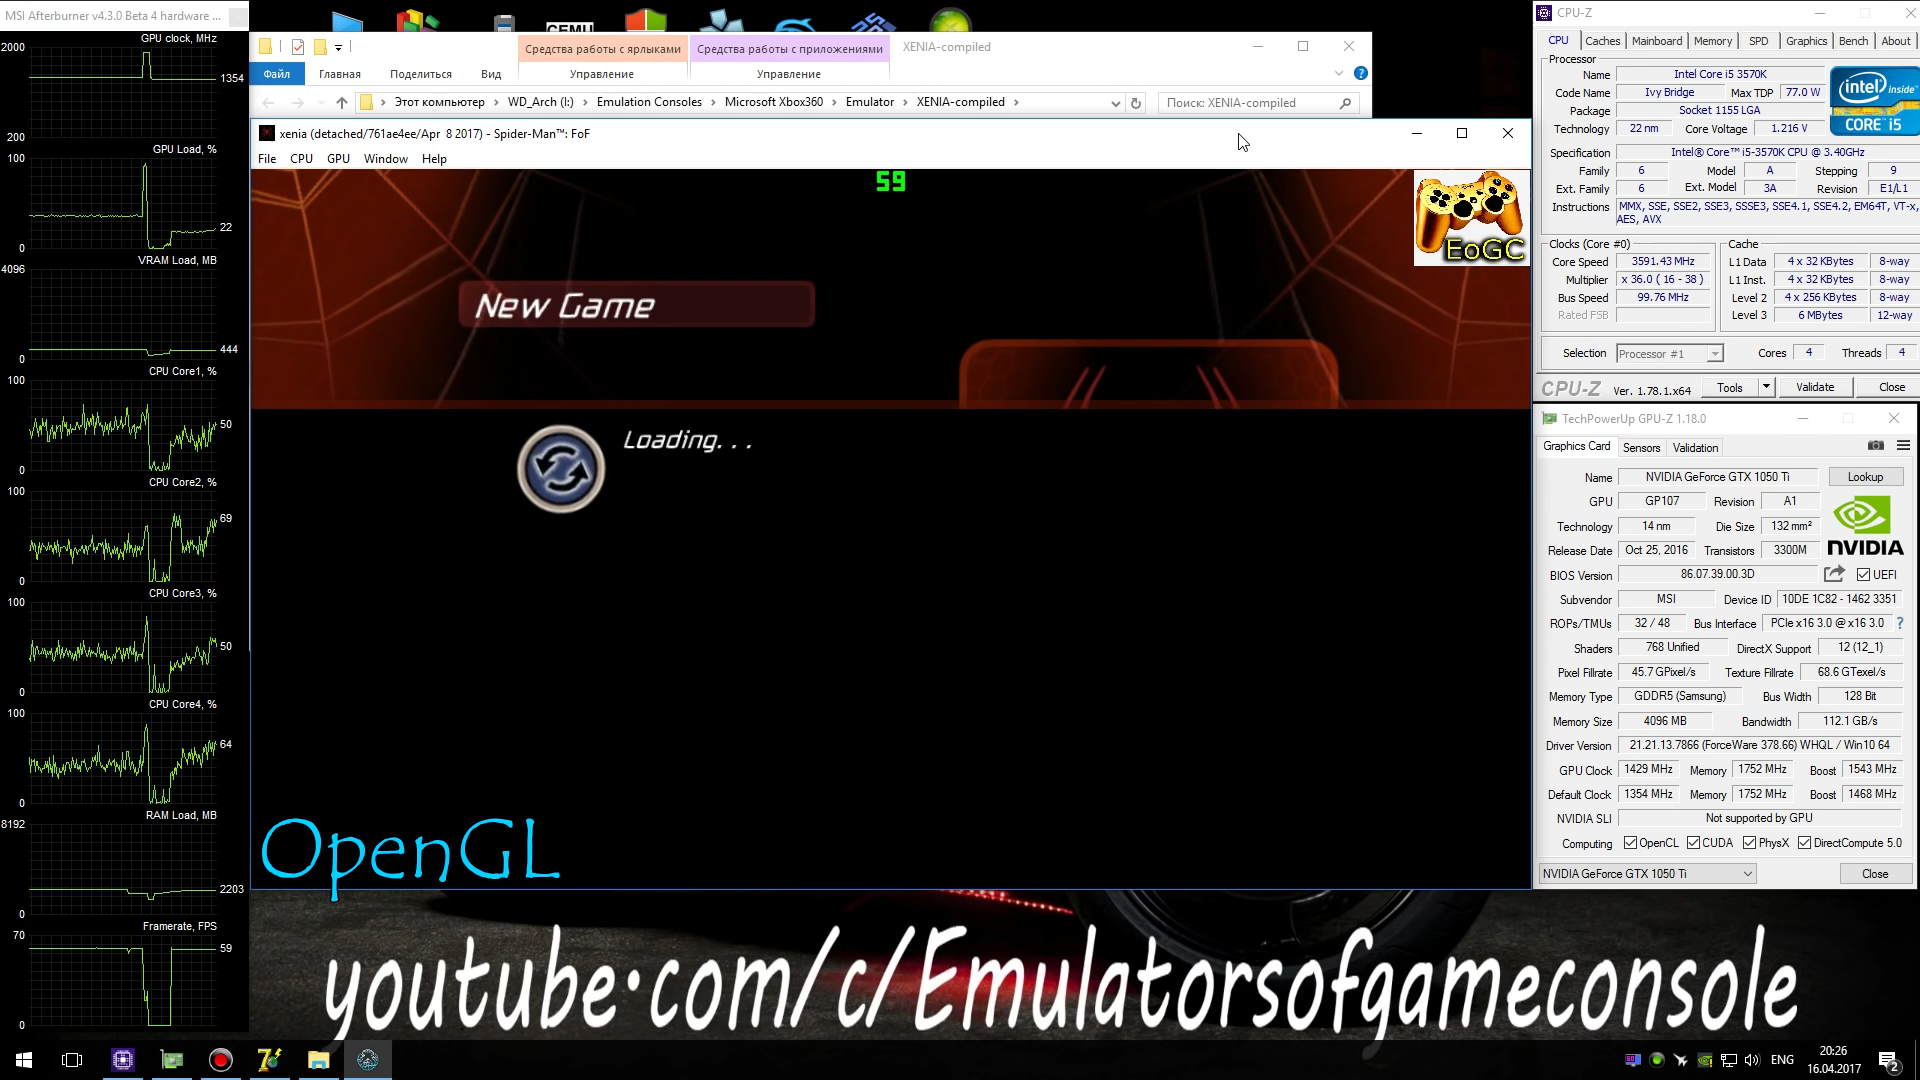 MSI Afterburner v4.3.0 Beta 4 hardware ...
GPU clock, MHz
2000
1354
200
GPU Load, %
100
22
0
VRAM Load, MB
4096
444
0
CPU Core1, %
100
50
0
CPU Core2, %
100
69
0
CPU Core3, %
100
50
0
CPU Core4, %
100
64
0
RAM Load, MB
8192
2203
0
Framerate, FPS
70
59
0
CEMU
Средства работы с ярлыками
Средства работы с приложениями
XENIA-compiled
Файл
Главная
Поделиться
Вид
Управление
Управление
Этот компьютер > WD_Arch (I:) > Emulation Consoles > Microsoft Xbox360 > Emulator > XENIA-compiled >
Поиск: XENIA-compiled
xenia (detached/761ae4ee/Apr 8 2017) - Spider-Man™: FoF
File CPU GPU Window Help
59
EoGC
New Game
Loading. . .
OpenGL
youtube.com/c/Emulatorsofgameconsole
CPU-Z
CPU Caches Mainboard Memory SPD Graphics Bench About
Processor
Name Intel Core i5 3570K
Code Name Ivy Bridge Max TDP 77.0 W
Package Socket 1155 LGA
Technology 22 nm Core Voltage 1.216 V
intel inside™
CORE i5
Specification Intel® Core™ i5-3570K CPU @ 3.40GHz
Family 6 Model A Stepping 9
Ext. Family 6 Ext. Model 3A Revision E1/L1
Instructions MMX, SSE, SSE2, SSE3, SSSE3, SSE4.1, SSE4.2, EM64T, VT-x,
AES, AVX
Clocks (Core #0)
Core Speed 3591.43 MHz
Multiplier x 36.0 ( 16 - 38 )
Bus Speed 99.76 MHz
Rated FSB
Cache
L1 Data 4 x 32 KBytes 8-way
L1 Inst. 4 x 32 KBytes 8-way
Level 2 4 x 256 KBytes 8-way
Level 3 6 MBytes 12-way
Selection Processor #1 Cores 4 Threads 4
CPU-Z Ver. 1.78.1.x64 Tools Validate Close
TechPowerUp GPU-Z 1.18.0
Graphics Card Sensors Validation
Name NVIDIA GeForce GTX 1050 Ti Lookup
GPU GP107 Revision A1
Technology 14 nm Die Size 132 mm²
Release Date Oct 25, 2016 Transistors 3300M
NVIDIA
BIOS Version 86.07.39.00.3D UEFI
Subvendor MSI Device ID 10DE 1C82 - 1462 3351
ROPs/TMUs 32 / 48 Bus Interface PCIe x16 3.0 @ x16 3.0 ?
Shaders 768 Unified DirectX Support 12 (12_1)
Pixel Fillrate 45.7 GPixel/s Texture Fillrate 68.6 GTexel/s
Memory Type GDDR5 (Samsung) Bus Width 128 Bit
Memory Size 4096 MB Bandwidth 112.1 GB/s
Driver Version 21.21.13.7866 (ForceWare 378.66) WHQL / Win10 64
GPU Clock 1429 MHz Memory 1752 MHz Boost 1543 MHz
Default Clock 1354 MHz Memory 1752 MHz Boost 1468 MHz
NVIDIA SLI Not supported by GPU
Computing OpenCL CUDA PhysX DirectCompute 5.0
NVIDIA GeForce GTX 1050 Ti Close
ENG
20:26
16.04.2017
2